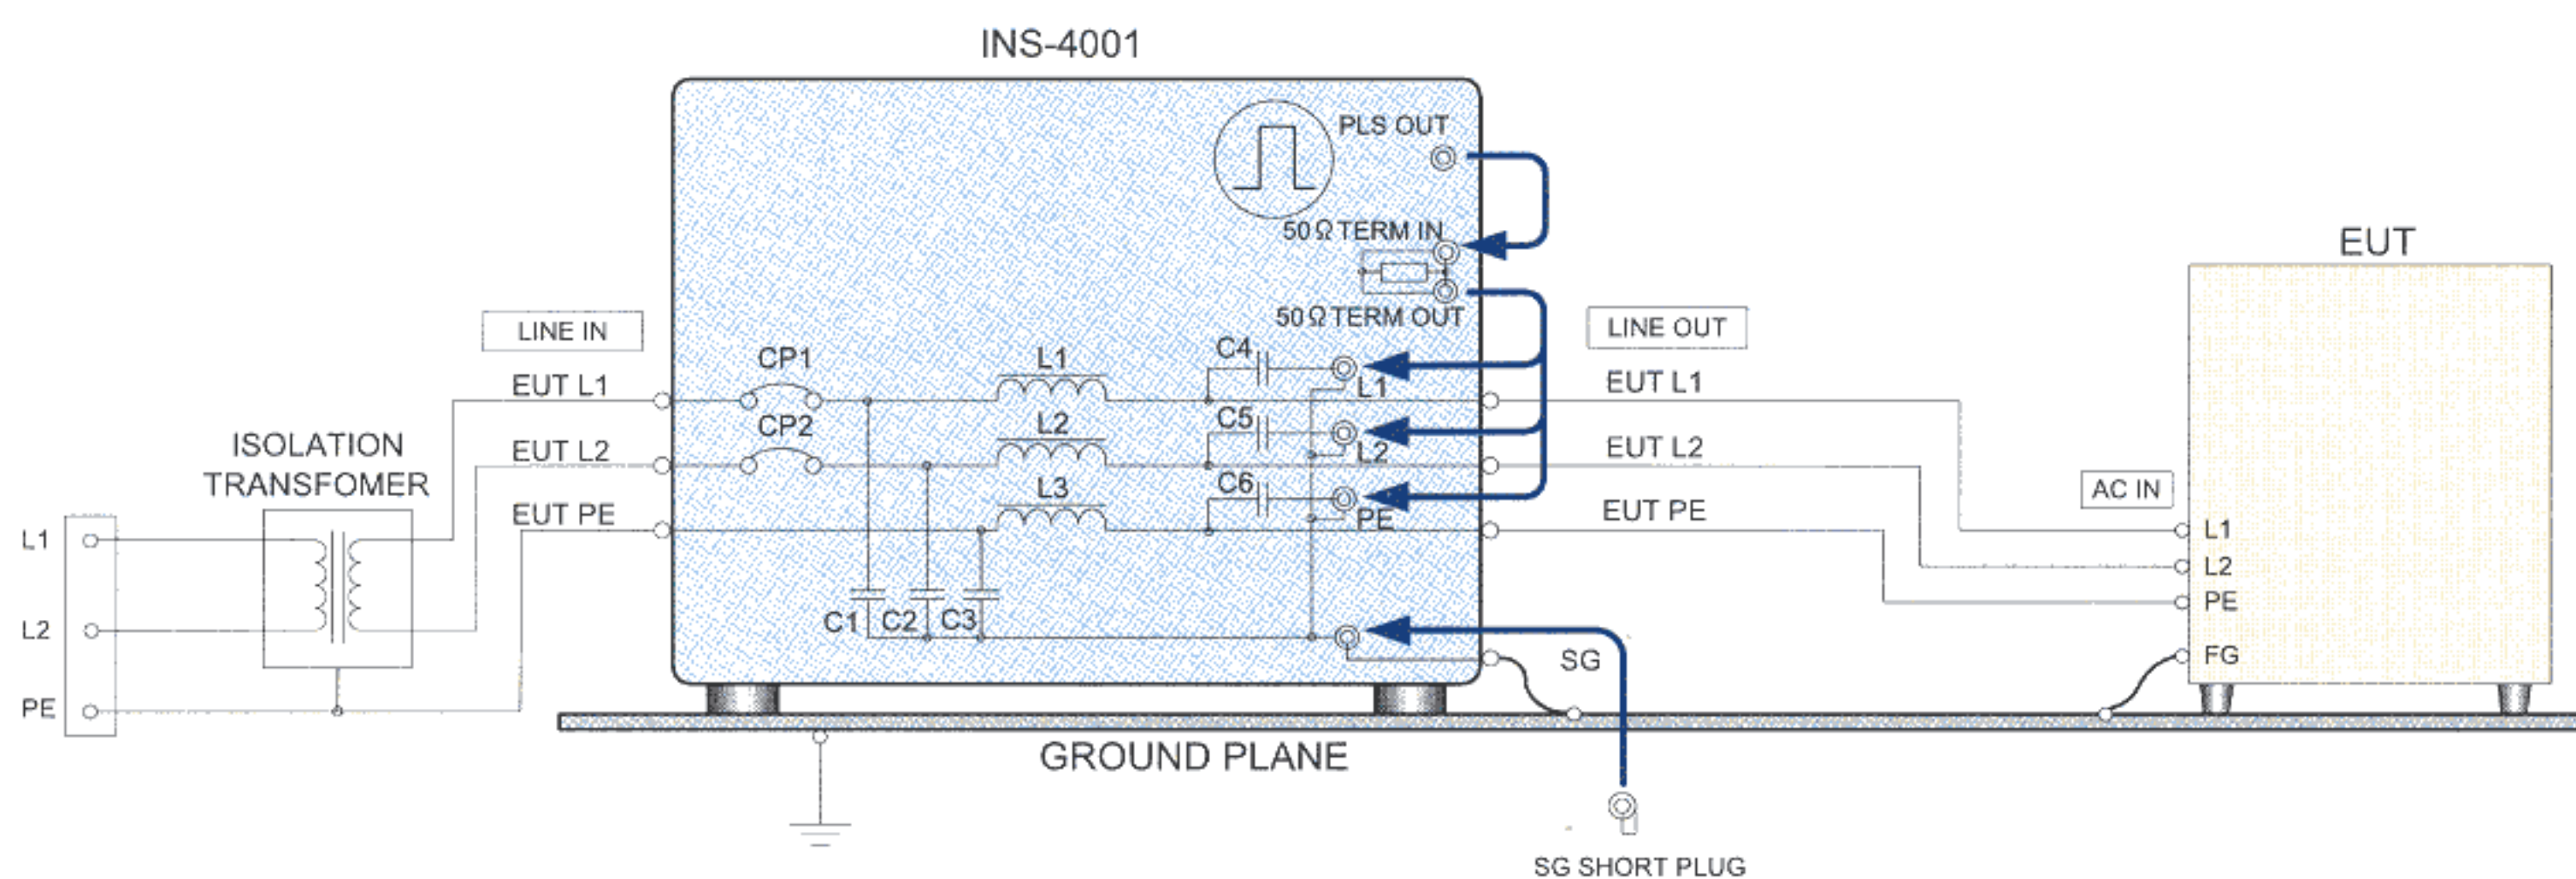 INS-4001
PLS OUT
50Ω TERM IN
50Ω TERM OUT
EUT
LINE IN
LINE OUT
CP1
L1
C4
L1
EUT L1
EUT L1
CP2
L2
C5
L2
ISOLATION
TRANSFOMER
EUT L2
EUT L2
L3
C6
PE
AC IN
EUT PE
EUT PE
L1
L1
L2
PE
C1
C2
C3
L2
SG
FG
PE
GROUND PLANE
SG SHORT PLUG